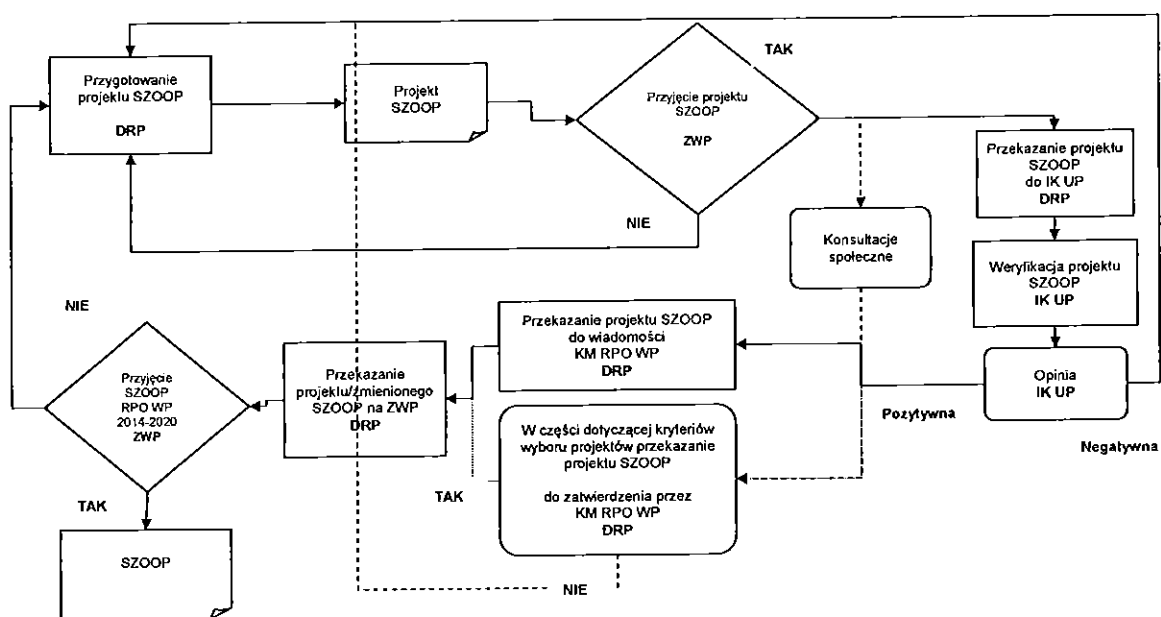 Przygotowanie
projektu SZOOP
DRP
Projekt
SZOOP
Przyjęcie projektu
SZOOP
ZWP
TAK
NIE
Przekazanie projektu
SZOOP
do IK UP
DRP
Konsultacje
społeczne
Weryfikacja projektu
SZOOP
IK UP
Opinia
IK UP
Pozytywna
Negatywna
Przekazanie projektu SZOOP
do wiadomości
KM RPO WP
DRP
W części dotyczącej kryteriów
wyboru projektów przekazanie
projektu SZOOP
do zatwierdzenia przez
KM RPO WP
DRP
TAK
NIE
Przekazanie
projektu/zmienionego
SZOOP na ZWP
DRP
NIE
Przyjęcie
SZOOP
RPO WP
2014-2020
ZWP
TAK
SZOOP